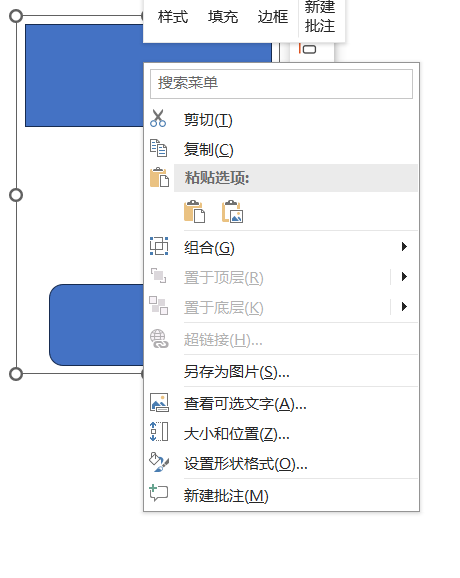 样式 填充 边框 新建
批注
搜索菜单
剪切(T)
复制(C)
粘贴选项:
组合(G)
置于顶层(R)
置于底层(K)
超链接(H)...
另存为图片(S)...
查看可选文字(A)...
大小和位置(Z)...
设置形状格式(O)...
新建批注(M)